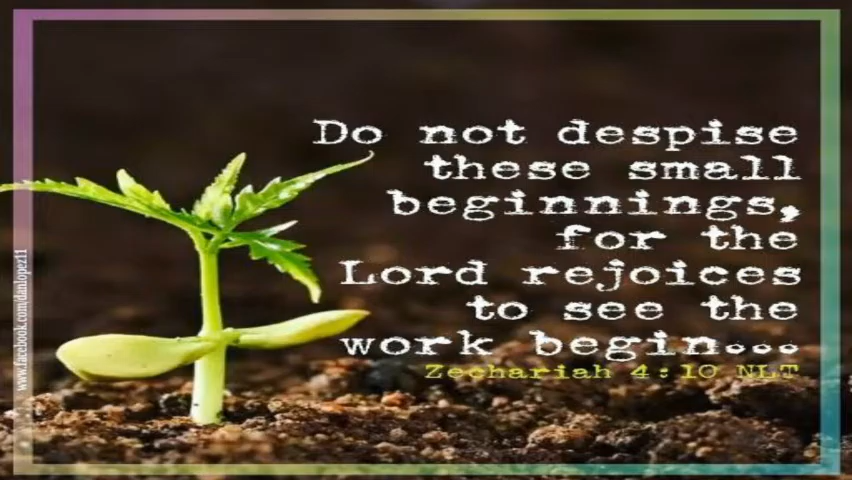 Do not despise
these small
beginnings,
for the
Lord rejoices
to see the
work begin...
Zechariah 4:10 NLT
www.facebook.com/danlopez11